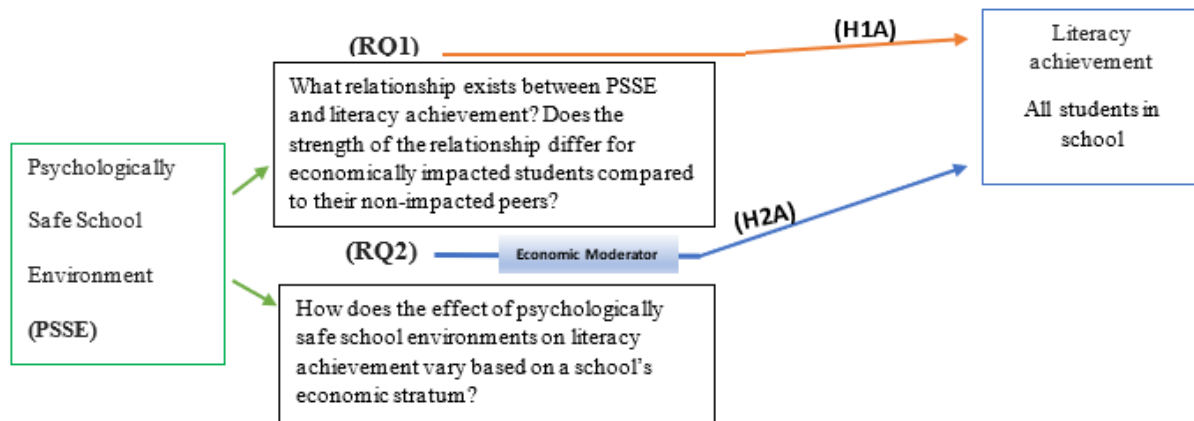 Psychologically
Safe School
Environment
(PSSE)
(RQ1)
What relationship exists between PSSE
and literacy achievement? Does the
strength of the relationship differ for
economically impacted students compared
to their non-impacted peers?
(RQ2)
Economic Moderator
How does the effect of psychologically
safe school environments on literacy
achievement vary based on a school’s
economic stratum?
(H1A)
(H2A)
Literacy
achievement
All students in
school